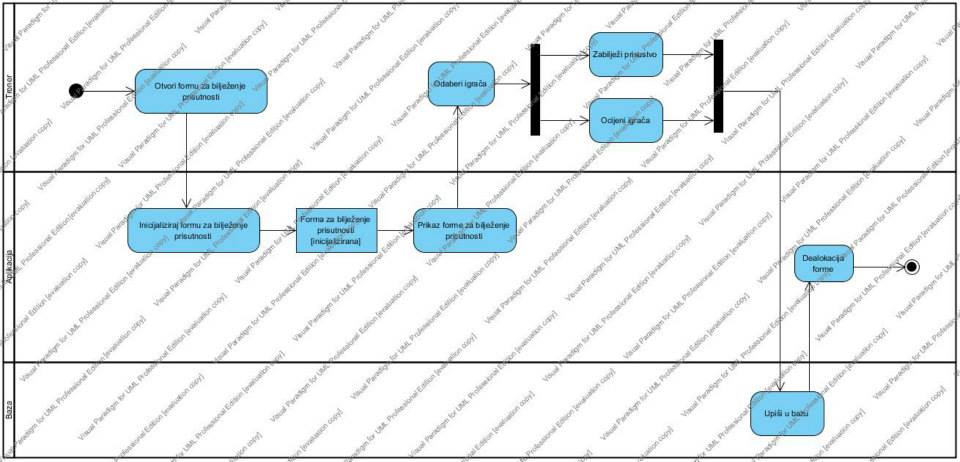 Trener
Otvori formu za bilježenje
prisutnosti
Odaberi igrača
Zabilježi prisustvo
Ocijeni igrača
Aplikacija
Inicijaliziraj formu za bilježenje
prisutnosti
Forma za bilježenje
prisutnosti
[inicijalizirana]
Prikaz forme za bilježenje
prisutnosti
Dealokacija
forme
Baza
Upiši u bazu
Visual Paradigm for UML Professional Edition [evaluation copy]